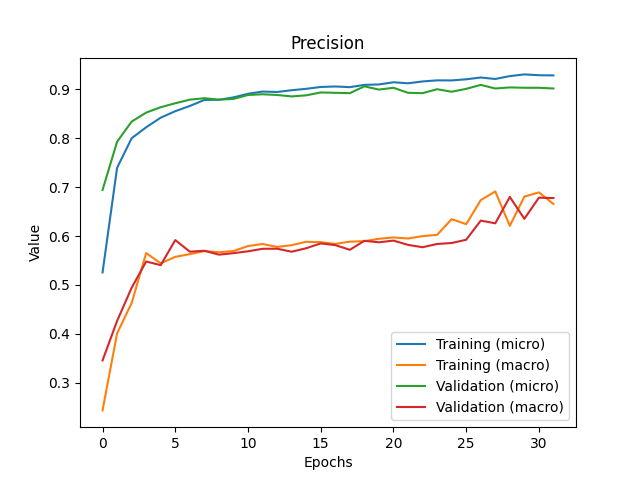 Precision
Value
0.9
0.8
0.7
0.6
0.5
0.4
0.3
0 5 10 15 20 25 30
Epochs
Training (micro)
Training (macro)
Validation (micro)
Validation (macro)